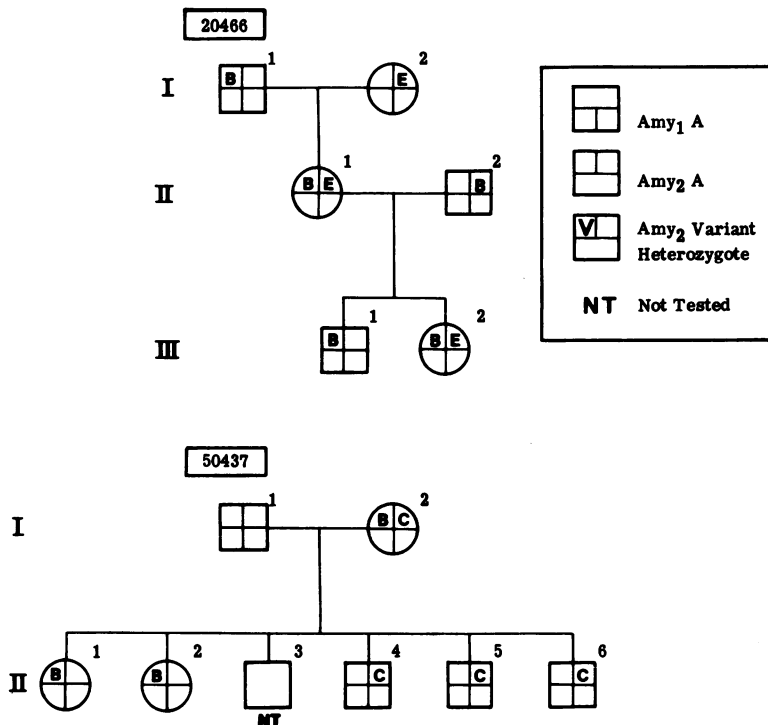 20466
1 2
I B E
1 2
II B E B
1 2
III B B E
Amy₁ A
Amy₂ A
V Amy₂ Variant
Heterozygote
NT Not Tested
50437
1 2
I B C
1 2 3 4 5 6
II B B C C C
NT